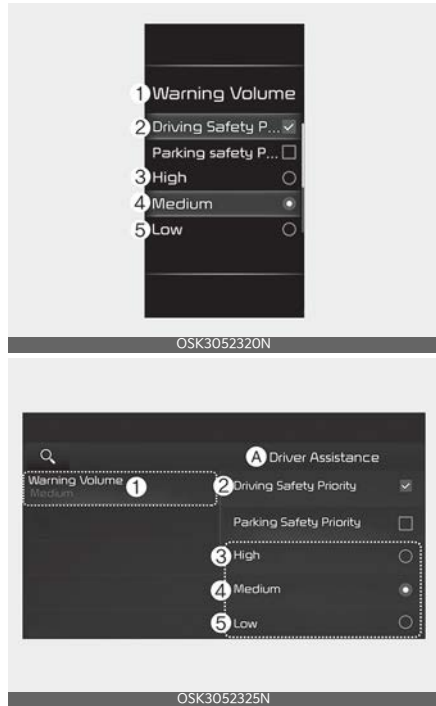 ① Warning Volume
② Driving Safety P... 
Parking safety P...
③ High
④ Medium
⑤ Low
OSK3052320N
Ⓐ Driver Assistance
Warning Volume ①
Medium
② Driving Safety Priority
Parking Safety Priority
③ High
④ Medium
⑤ Low
OSK3052325N